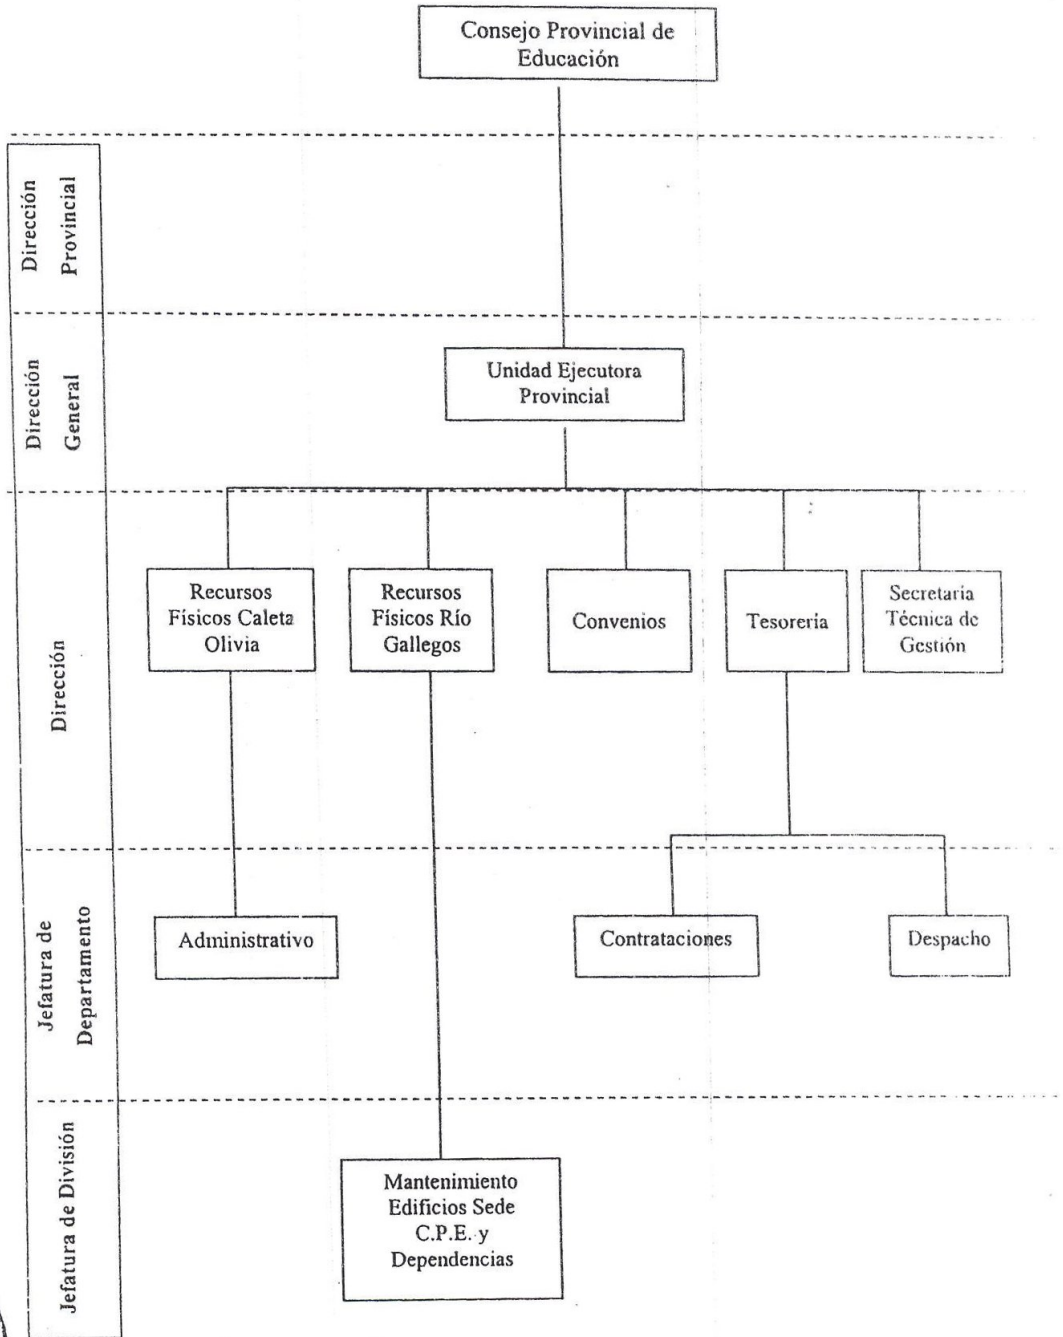 Consejo Provincial de
Educación
Dirección
Provincial
Dirección
General
Unidad Ejecutora
Provincial
Dirección
Recursos
Físicos Caleta
Olivia
Recursos
Físicos Río
Gallegos
Convenios
Tesorería
Secretaría
Técnica de
Gestión
Jefatura de
Departamento
Administrativo
Contrataciones
Despacho
Jefatura de División
Mantenimiento
Edificios Sede
C.P.E. y
Dependencias